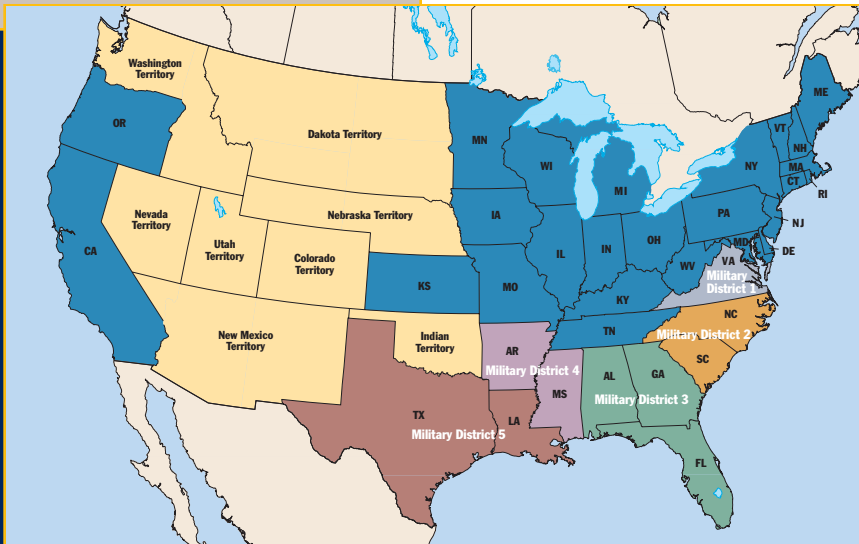 Washington
Territory
OR
Dakota Territory
MN
ME
VT
NH
WI
NY
MA
MI
CT
RI
Nebraska Territory
IA
PA
Nevada
Territory
NJ
Utah
Territory
OH
IL
IN
MD
DE
CA
Colorado
Territory
VA
WV
Military
District 1
KS
MO
KY
NC
New Mexico
Territory
Indian
Territory
TN
Military District 2
AR
SC
Military District 4
AL
GA
MS
Military District 3
TX
LA
Military District 5
FL